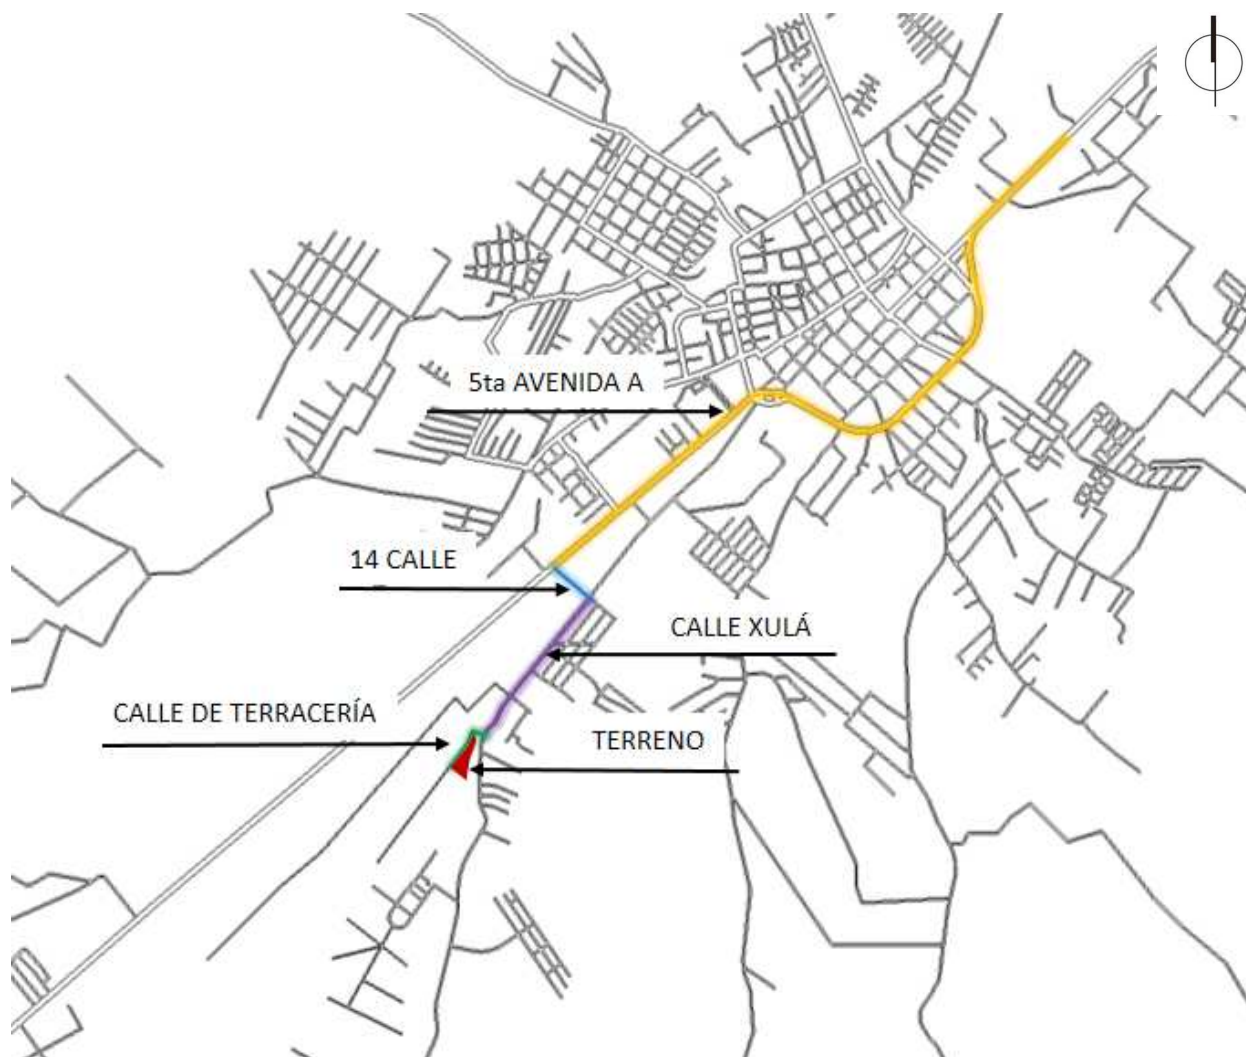 5ta AVENIDA A
14 CALLE
CALLE XULÁ
CALLE DE TERRACERÍA
TERRENO